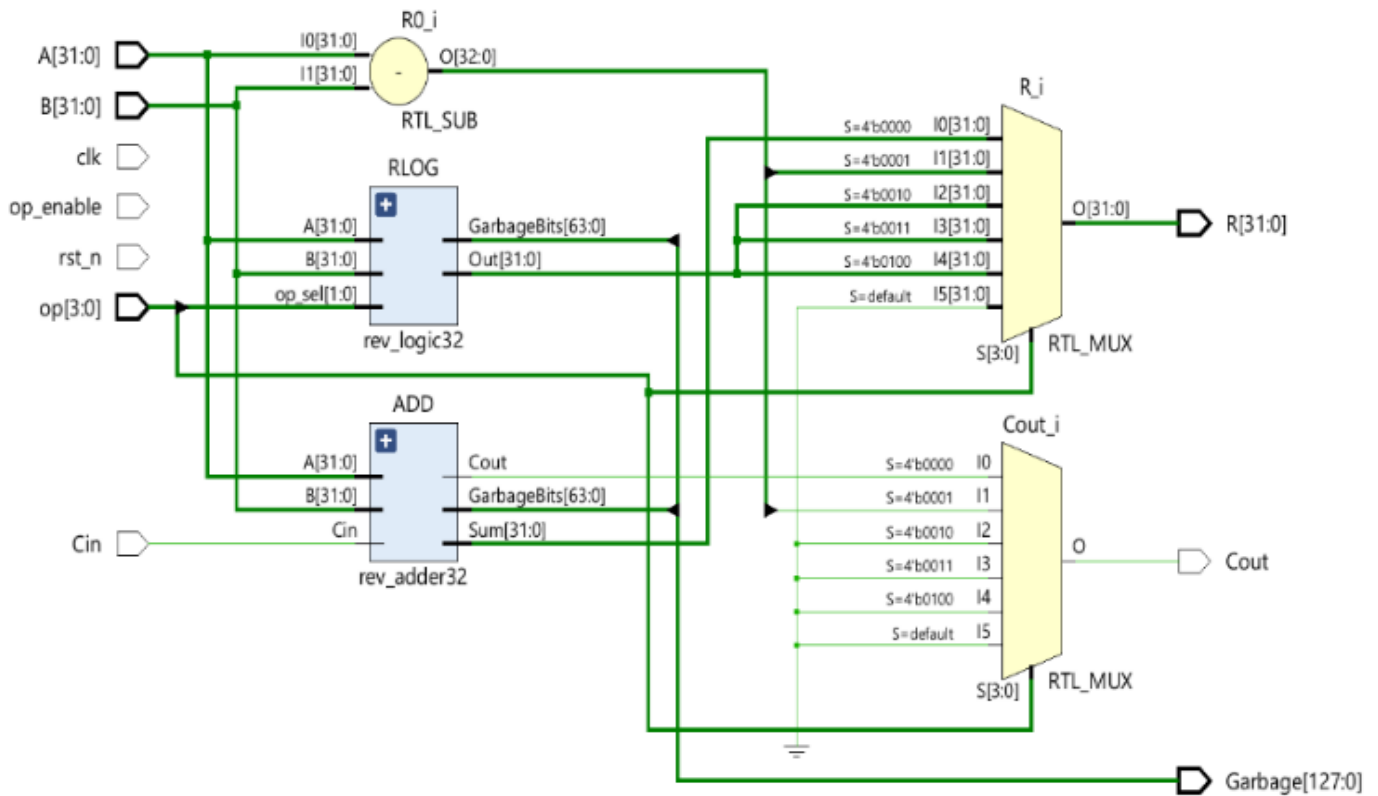 R0_i
A[31:0]
I0[31:0]
O[32:0]
I1[31:0]
-
B[31:0]
RTL_SUB
R_i
clk
RLOG
S=4'b0000 I0[31:0]
S=4'b0001 I1[31:0]
op_enable
+
S=4'b0010 I2[31:0]
A[31:0]
GarbageBits[63:0]
S=4'b0011 I3[31:0]
O[31:0]
R[31:0]
rst_n
B[31:0]
Out[31:0]
S=4'b0100 I4[31:0]
op[3:0]
op_sel[1:0]
S=default I5[31:0]
rev_logic32
S[3:0]
RTL_MUX
ADD
Cout_i
+
A[31:0]
Cout
S=4'b0000 I0
B[31:0]
GarbageBits[63:0]
S=4'b0001 I1
Cin
Cin
Sum[31:0]
S=4'b0010 I2
O
Cout
rev_adder32
S=4'b0011 I3
S=4'b0100 I4
S=default I5
S[3:0]
RTL_MUX
Garbage[127:0]